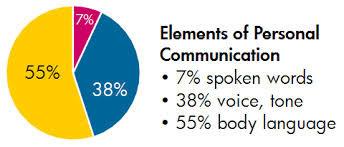 7%
55%
38%
Elements of Personal
Communication
• 7% spoken words
• 38% voice, tone
• 55% body language